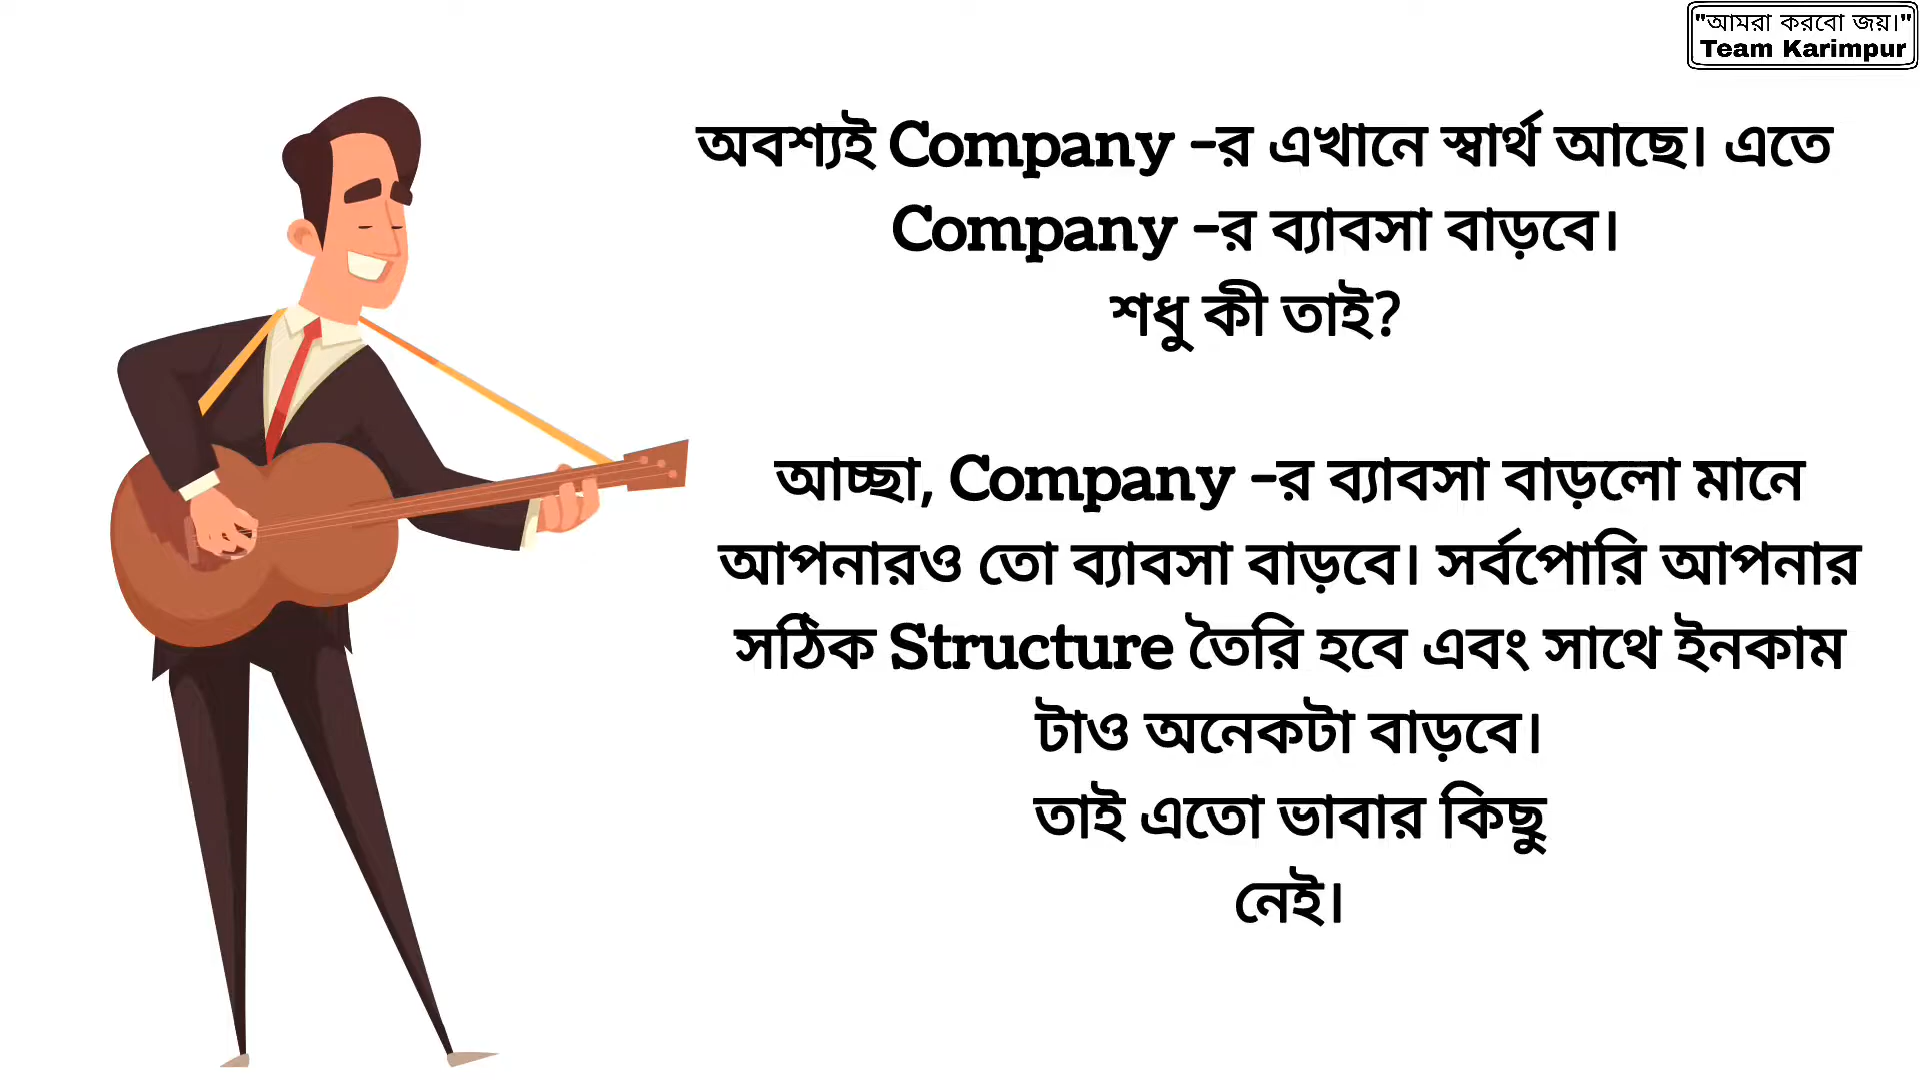 "আমরা করবো জয়।"
Team Karimpur
অবশ্যই Company -র এখানে স্বার্থ আছে। এতে
Company -র ব্যাবসা বাড়বে।
শধু কী তাই?
আচ্ছা, Company -র ব্যাবসা বাড়লো মানে
আপনারও তো ব্যাবসা বাড়বে। সর্বপোরি আপনার
সঠিক Structure তৈরি হবে এবং সাথে ইনকাম
টাও অনেকটা বাড়বে।
তাই এতো ভাবার কিছু
নেই।